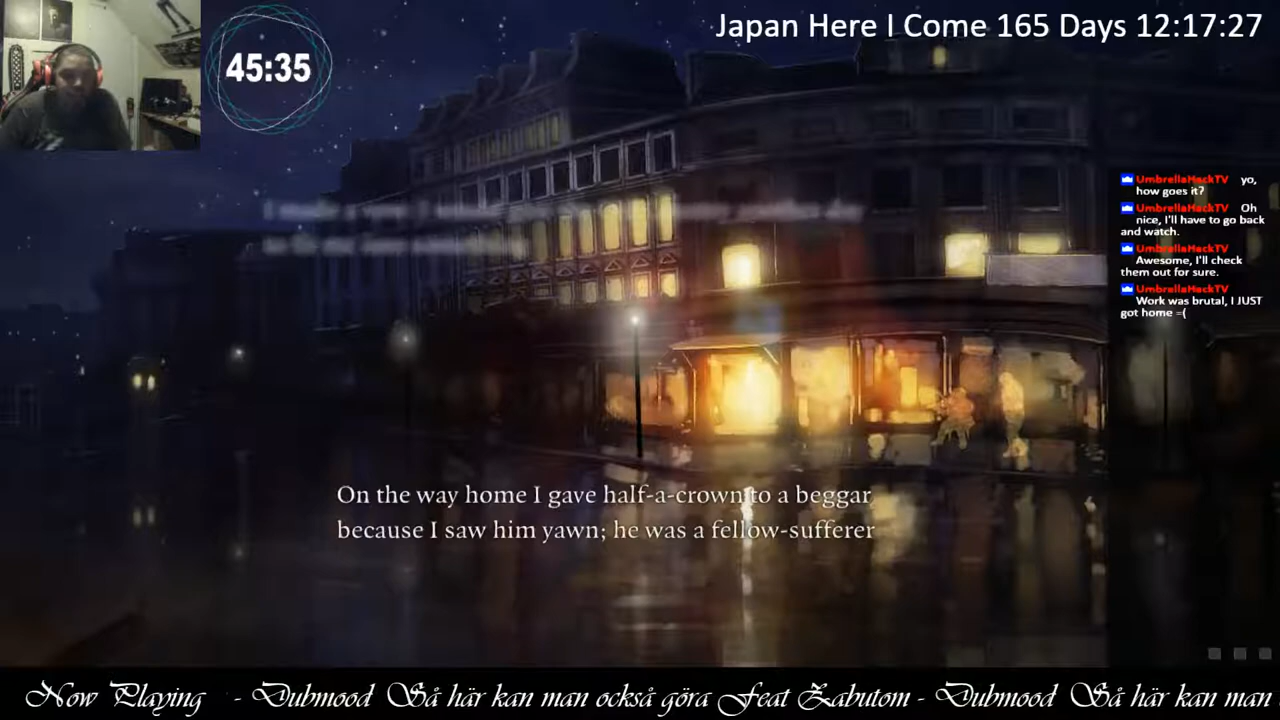 Japan Here I Come 165 Days 12:17:27
45:35
UmbrellaHackTV yo,
how goes it?
UmbrellaHackTV Oh
nice, I'll have to go back
and watch.
UmbrellaHackTV
Awesome, I'll check
them out for sure.
UmbrellaHackTV
Work was brutal, I JUST
got home =(
On the way home I gave half-a-crown to a beggar
because I saw him yawn; he was a fellow-sufferer
Now Playing - Dubmood Så här kan man också göra Feat Zabutom - Dubmood Så här kan man